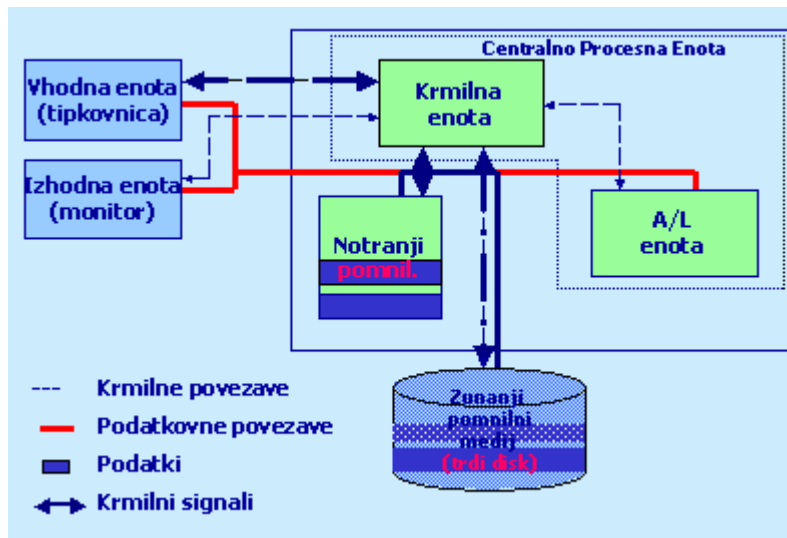 Centralno Procesna Enota
Vhodna enota
(tipkovnica)
Krmilna
enota
Izhodna enota
(monitor)
A/L
enota
Notranji
pomnil.
Zunanji
pomnilni
medij
(trdi disk)
Krmilne povezave
Podatkovne povezave
Podatki
Krmilni signali